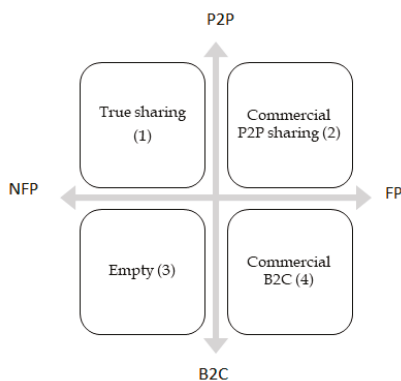 P2P
True sharing
(1)
Commercial
P2P sharing (2)
NFP
FP
Empty (3)
Commercial
B2C (4)
B2C